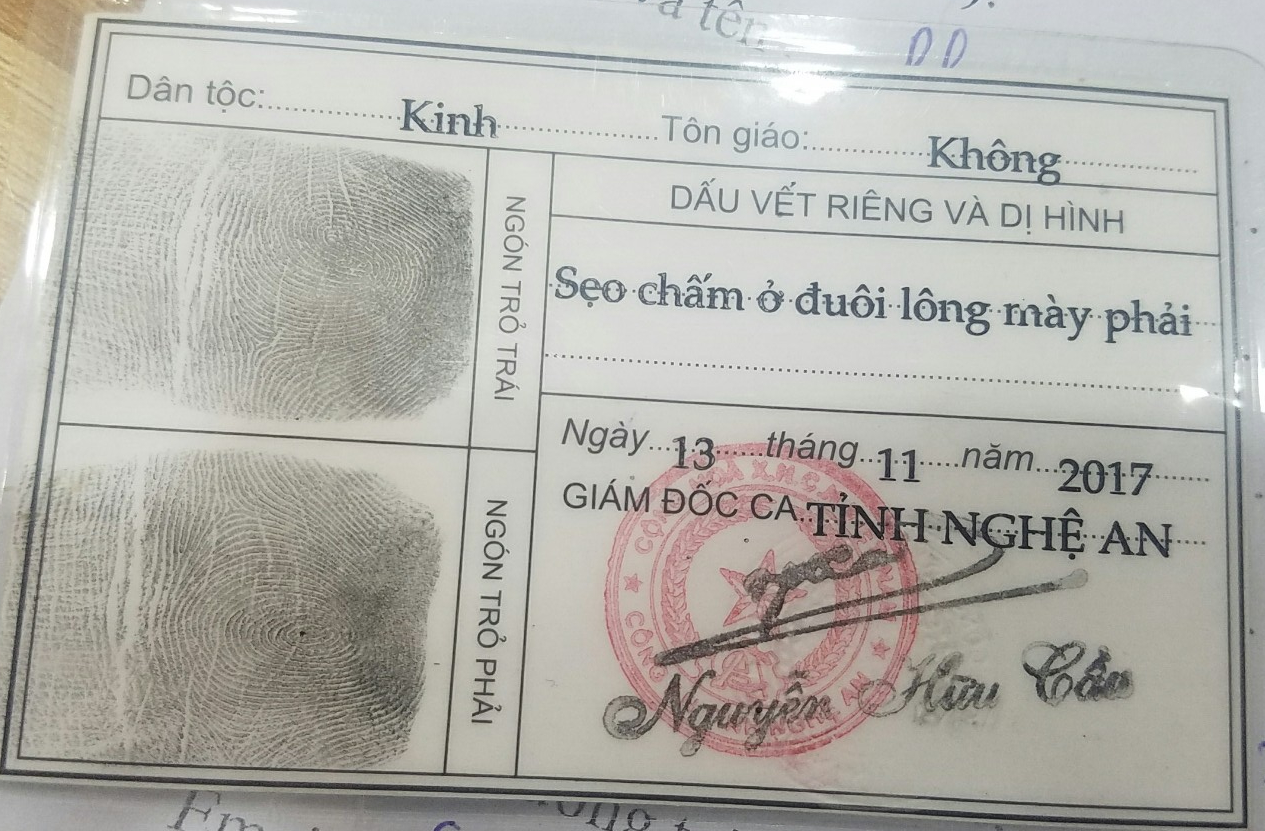 a tên
Dân tộc: Kinh Tôn giáo: Không
NGÓN TRỎ TRÁI
DẤU VẾT RIÊNG VÀ DỊ HÌNH
Sẹo chấm ở đuôi lông mày phải
NGÓN TRỎ PHẢI
Ngày 13 tháng 11 năm 2017
GIÁM ĐỐC CA TỈNH NGHỆ AN
Nguyễn Hữu Cầu